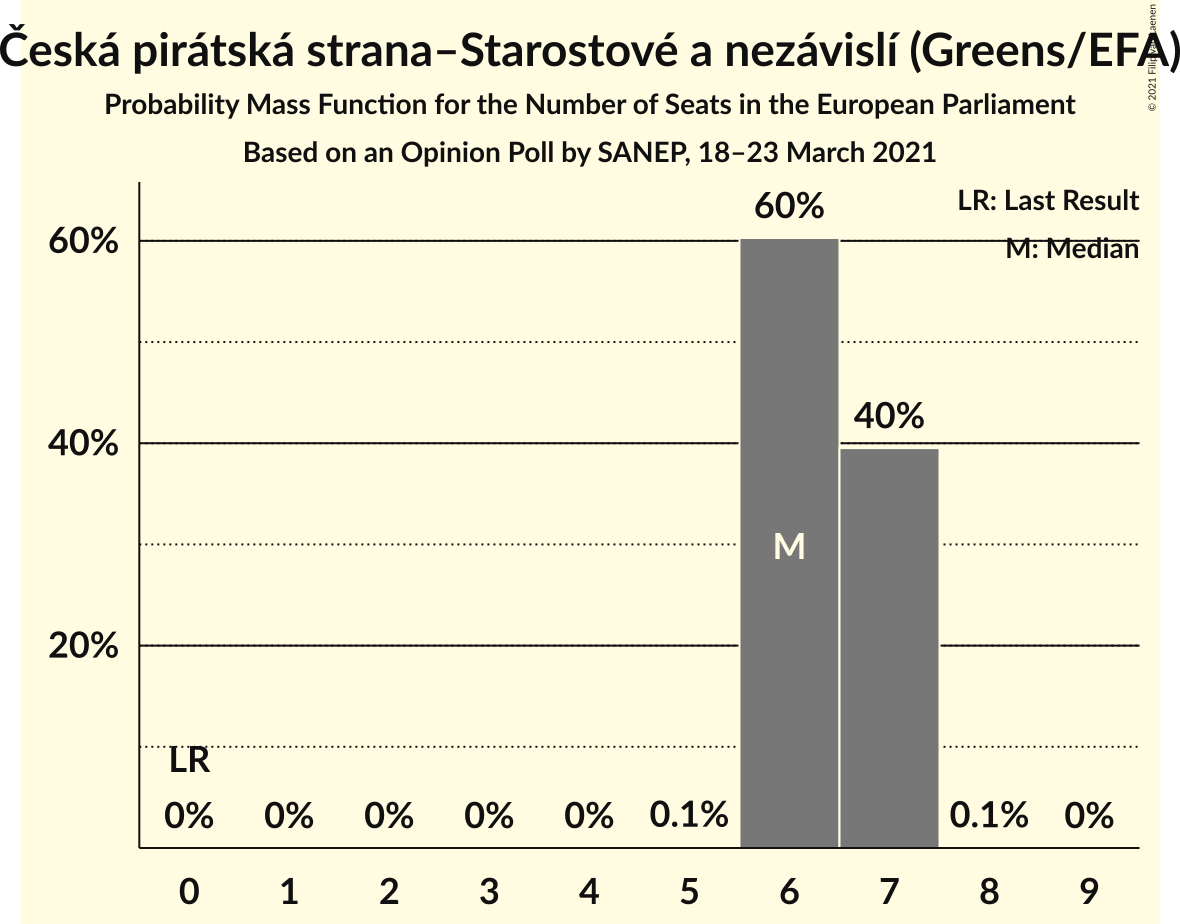 Česká pirátská strana–Starostové a nezávislí (Greens/EFA)
Probability Mass Function for the Number of Seats in the European Parliament
Based on an Opinion Poll by SANEP, 18–23 March 2021
© 2021 Filip
LR: Last Result
M: Median
60%
40%
20%
60%
40%
M
LR
0% 0% 0% 0% 0% 0.1% 0.1% 0%
0 1 2 3 4 5 6 7 8 9